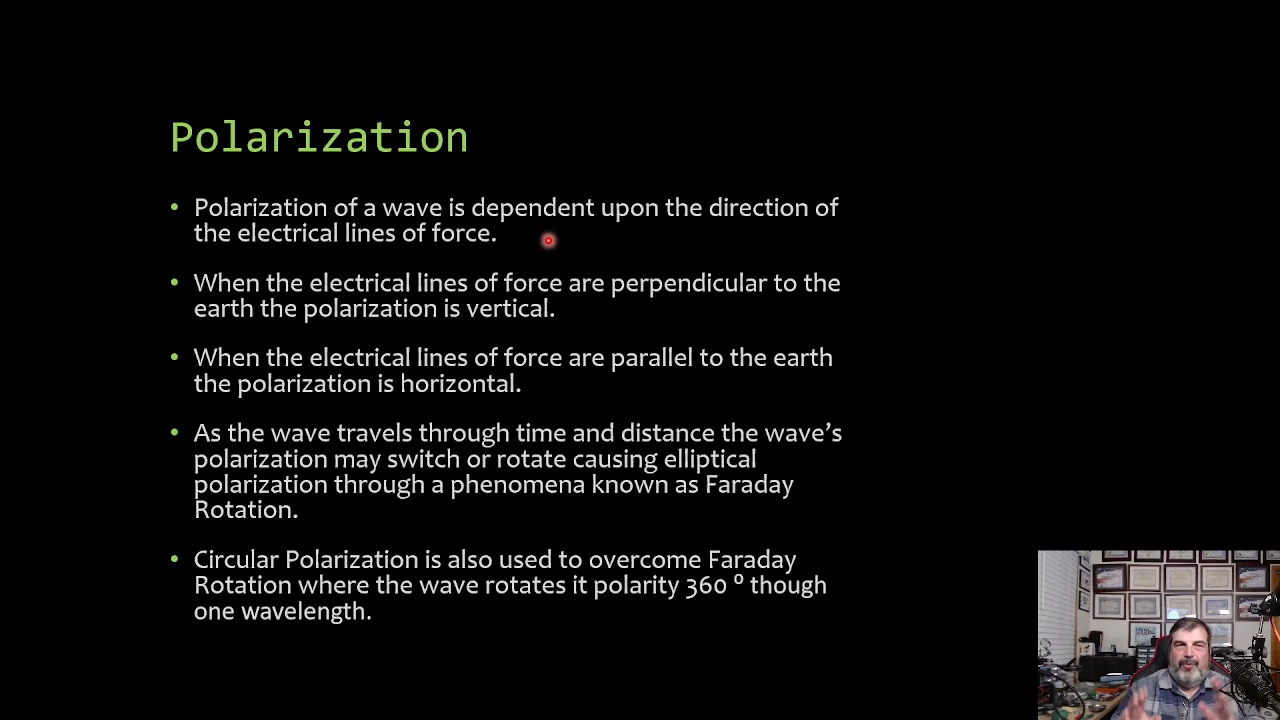 Polarization
• Polarization of a wave is dependent upon the direction of
the electrical lines of force.
• When the electrical lines of force are perpendicular to the
earth the polarization is vertical.
• When the electrical lines of force are parallel to the earth
the polarization is horizontal.
• As the wave travels through time and distance the wave's
polarization may switch or rotate causing elliptical
polarization through a phenomena known as Faraday
Rotation.
• Circular Polarization is also used to overcome Faraday
Rotation where the wave rotates it polarity 360 º though
one wavelength.